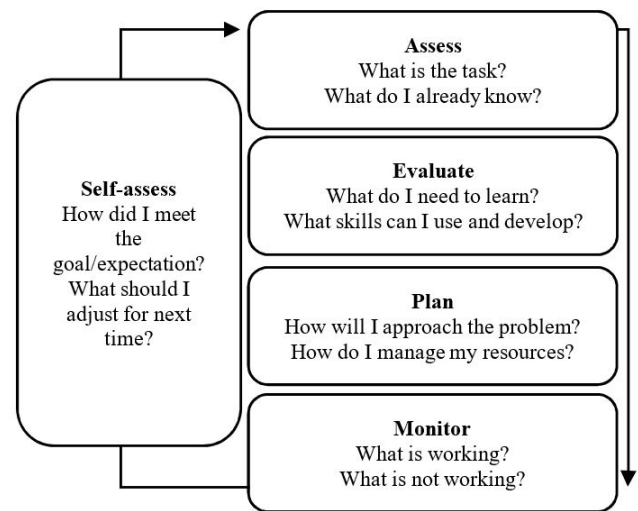 Assess
What is the task?
What do I already know?
Evaluate
What do I need to learn?
What skills can I use and develop?
Plan
How will I approach the problem?
How do I manage my resources?
Monitor
What is working?
What is not working?
Self-assess
How did I meet
the
goal/expectation?
What should I
adjust for next
time?